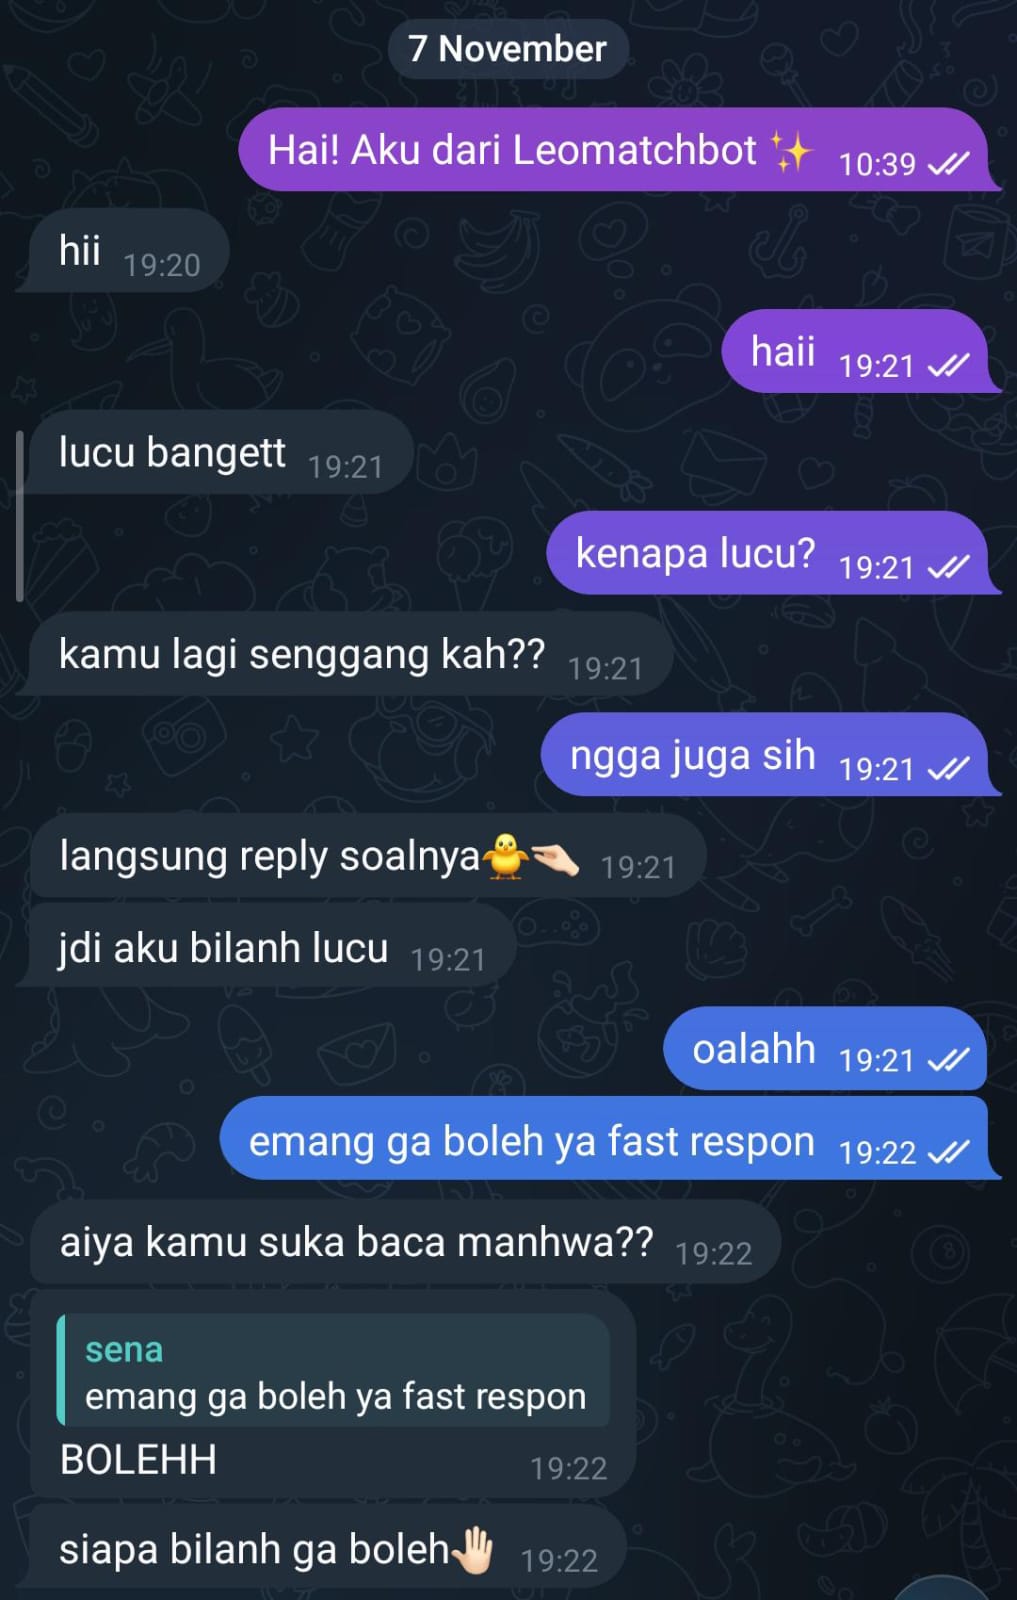 7 November
Hai! Aku dari Leomatchbot ✨ 10:39
hii 19:20
haii 19:21
lucu bangett 19:21
kenapa lucu? 19:21
kamu lagi senggang kah?? 19:21
ngga juga sih 19:21
langsung reply soalnya🐥🤏🏻 19:21
jdi aku bilanh lucu 19:21
oalahh 19:21
emang ga boleh ya fast respon 19:22
aiya kamu suka baca manhwa?? 19:22
sena
emang ga boleh ya fast respon
BOLEHH 19:22
siapa bilanh ga boleh🤚🏻 19:22